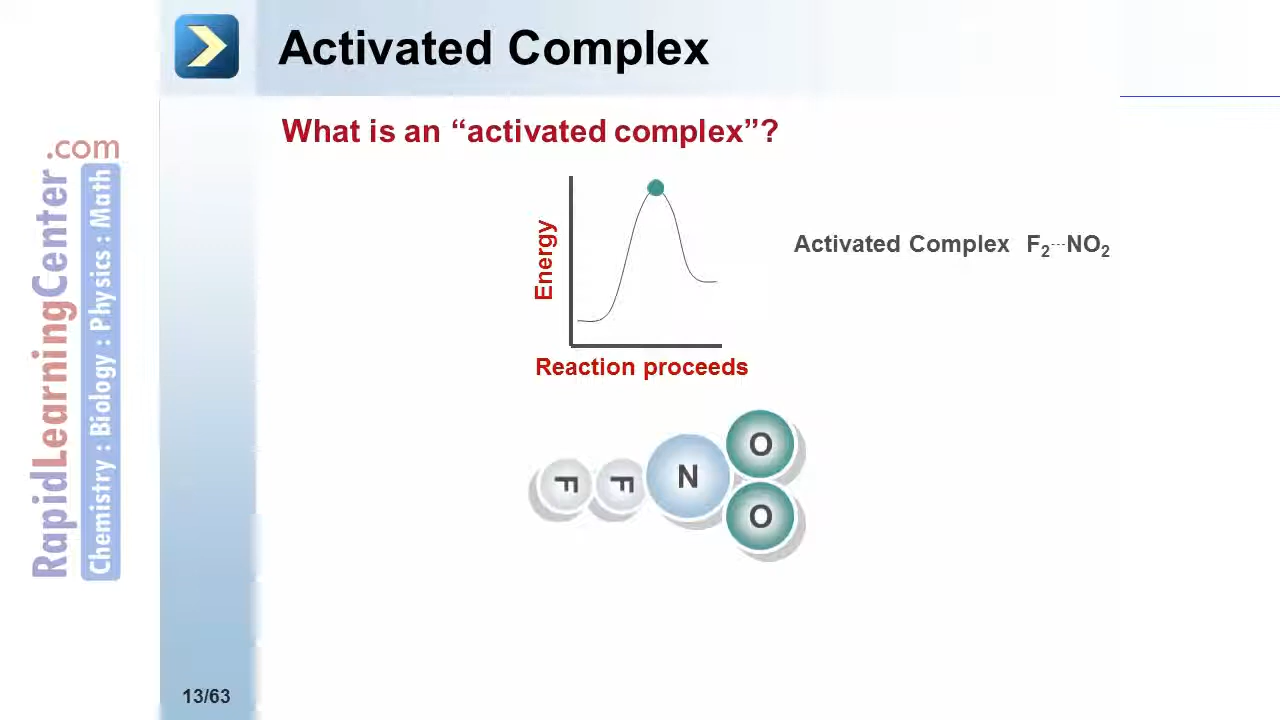 Activated Complex
What is an “activated complex”?
Energy
Activated Complex F2···NO2
Reaction proceeds
F F N O
O
RapidLearningCenter.com
Chemistry : Biology : Physics : Math
13/63